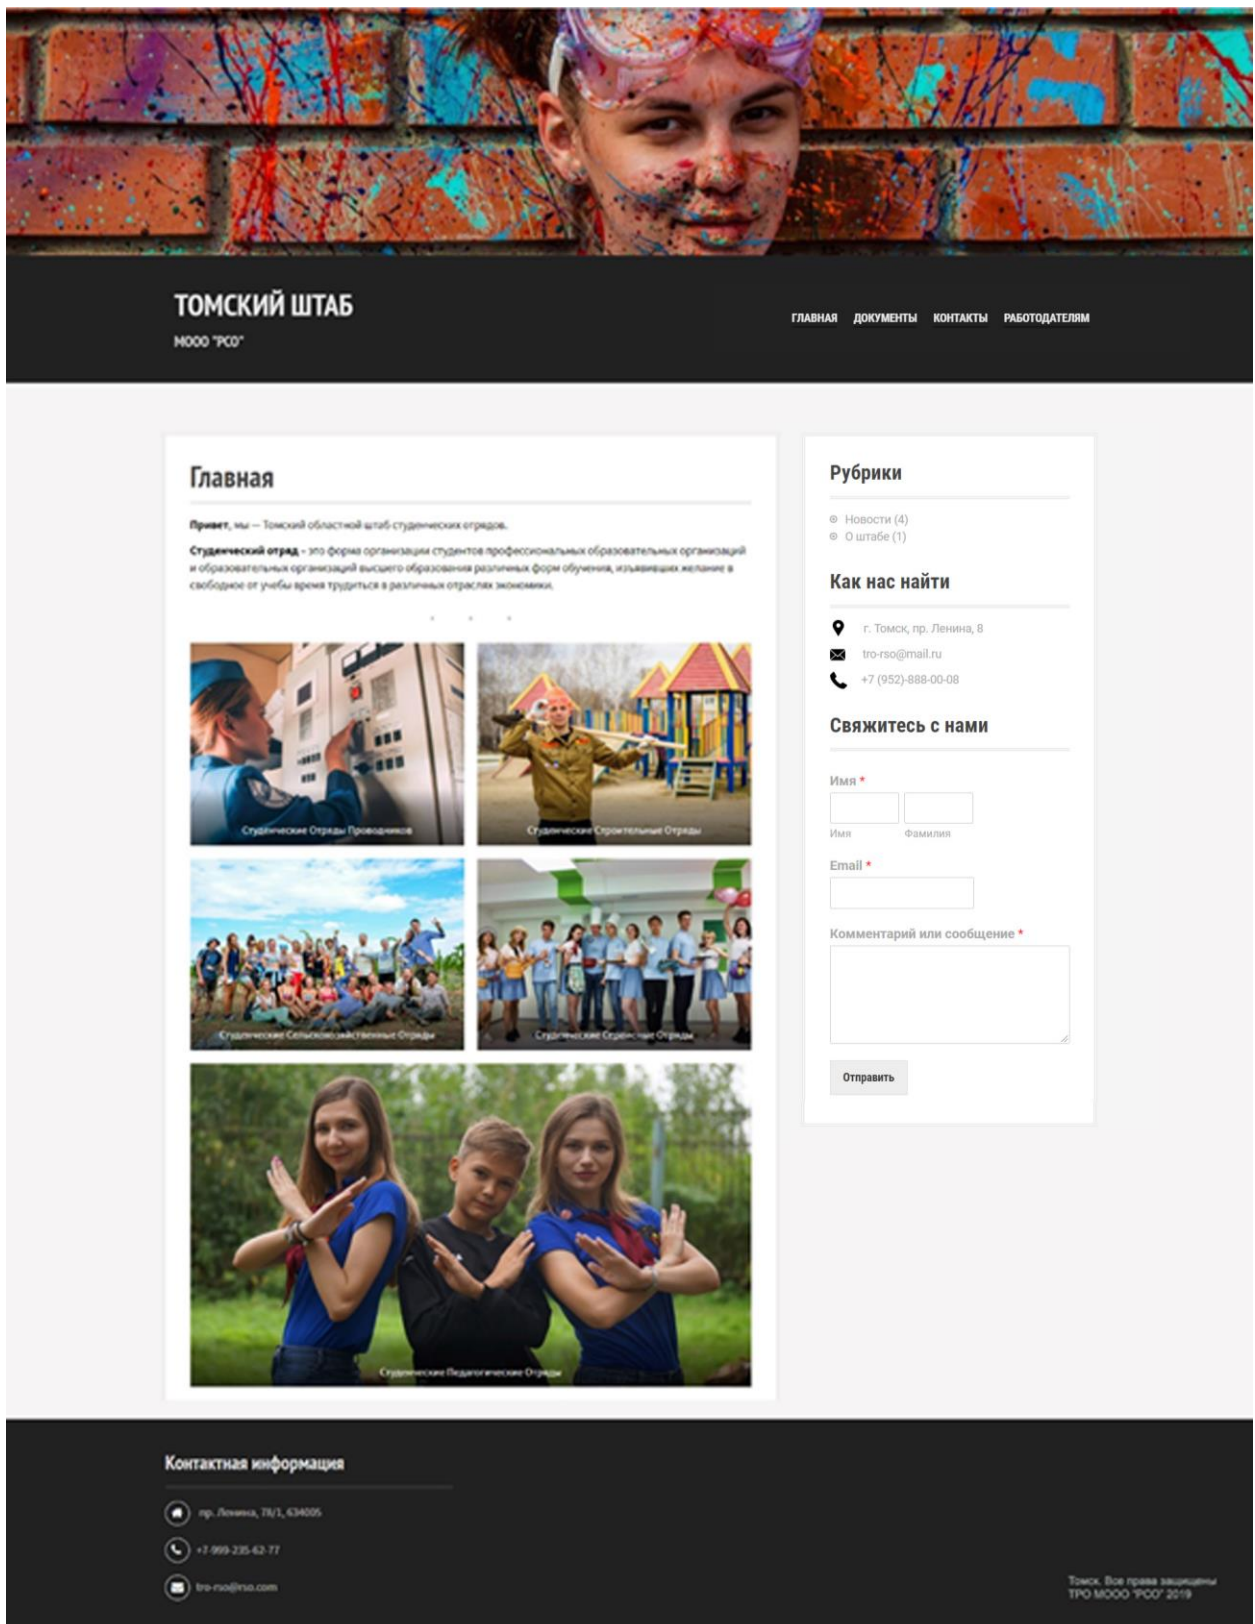 ТОМСКИЙ ШТАБ
МООО "РСО"
ГЛАВНАЯ ДОКУМЕНТЫ КОНТАКТЫ РАБОТОДАТЕЛЯМ
Главная
Привет, мы — Томский областной штаб студенческих отрядов.
Студенческий отряд – это форма организации студентов профессиональных образовательных организаций
и образовательных организаций высшего образования различных форм обучения, изъявивших желание в
свободное от учебы время трудиться в различных отраслях экономики.
Студенческие Отряды Проводников
Студенческие Строительные Отряды
Студенческие Сельскохозяйственные Отряды
Студенческие Сервисные Отряды
Студенческие Педагогические Отряды
Рубрики
Новости (4)
О штабе (1)
Как нас найти
г. Томск, пр. Ленина, 8
tro-rso@mail.ru
+7 (952)-888-00-08
Свяжитесь с нами
Имя *
Имя Фамилия
Email *
Комментарий или сообщение *
Отправить
Контактная информация
пр. Ленина, 78/1, 634005
+7-999-235-62-77
tro-rso@rso.com
Томск. Все права защищены
ТРО МООО "РСО" 2019